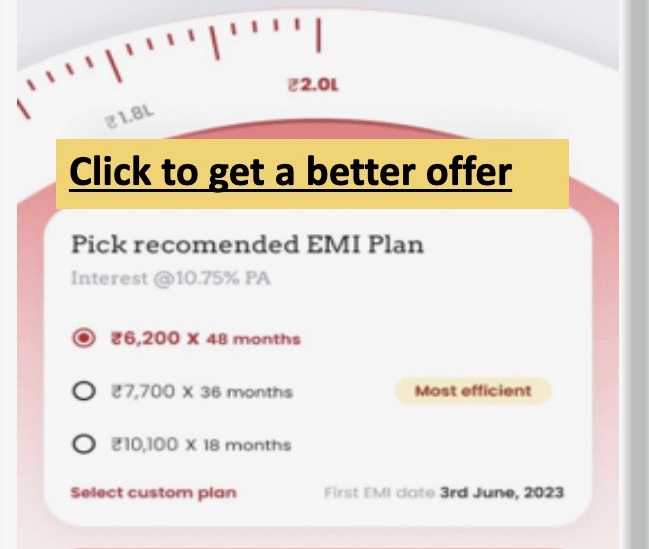 ₹2.0L
₹1.8L
Click to get a better offer
Pick recomended EMI Plan
Interest @10.75% PA
₹6,200 X 48 months
₹7,700 X 36 months
Most efficient
₹10,100 X 18 months
Select custom plan
First EMI date 3rd June, 2023